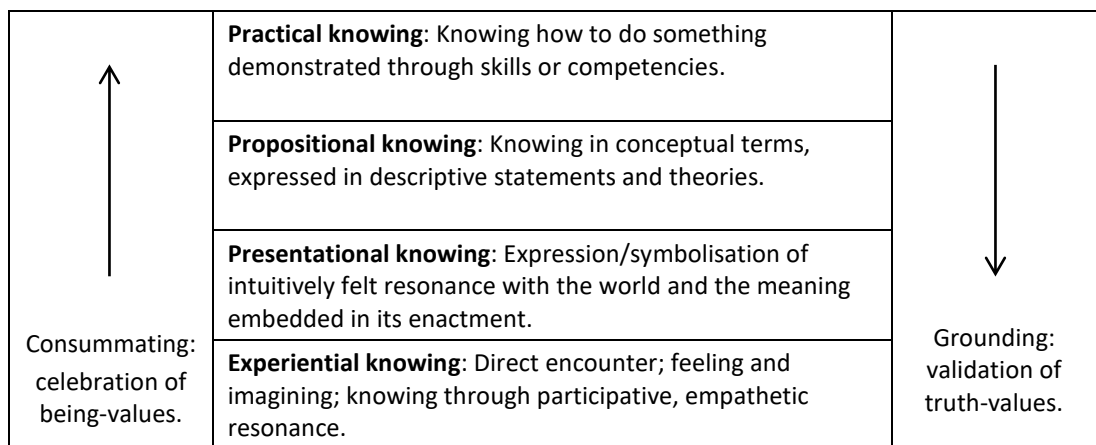 Practical knowing: Knowing how to do something
demonstrated through skills or competencies.
Propositional knowing: Knowing in conceptual terms,
expressed in descriptive statements and theories.
Presentational knowing: Expression/symbolisation of
intuitively felt resonance with the world and the meaning
embedded in its enactment.
Experiential knowing: Direct encounter; feeling and
imagining; knowing through participative, empathetic
resonance.
Consummating:
celebration of
being-values.
Grounding:
validation of
truth-values.